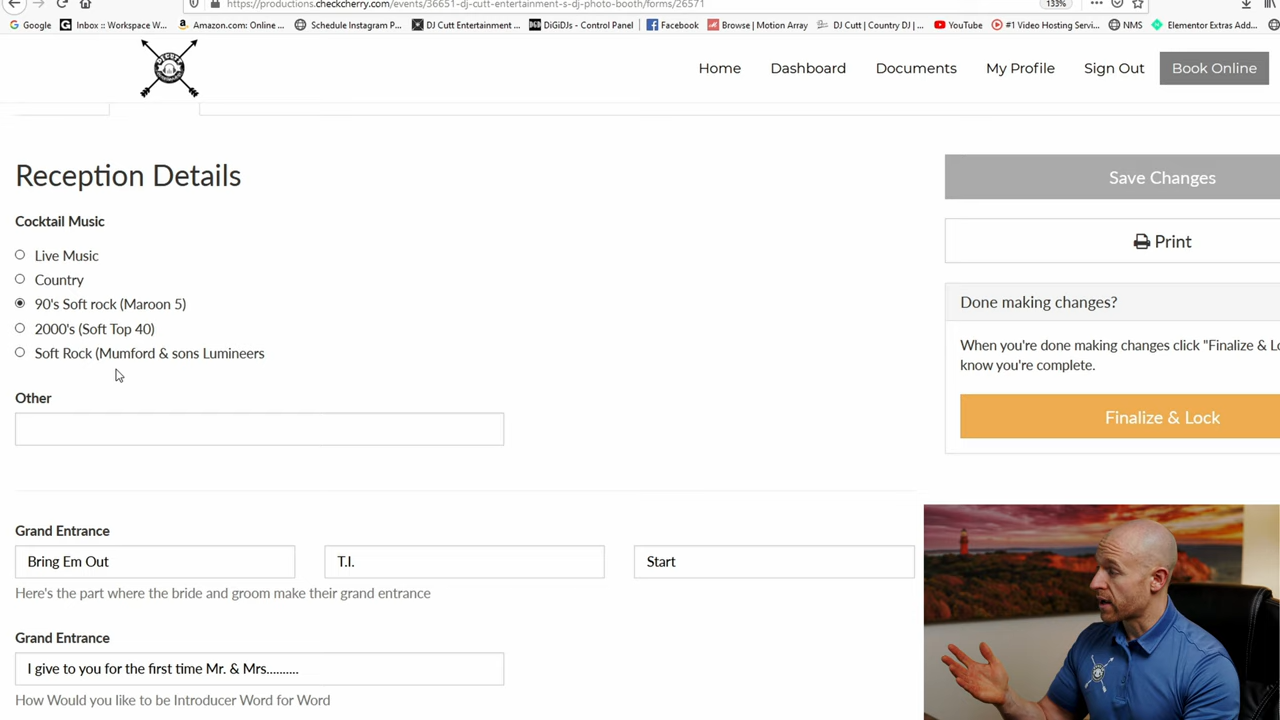 https://productions.checkcherry.com/events/36651-dj-cutt-entertainment-s-dj-photo-booth/forms/26571
133%
Google
Inbox :: Workspace W...
Amazon.com: Online ...
Schedule Instagram P...
DJ Cutt Entertainment ...
DiGiDJs - Control Panel
Facebook
Browse | Motion Array
DJ Cutt | Country DJ |...
YouTube
#1 Video Hosting Servi...
NMS
Elementor Extras Add...
Home
Dashboard
Documents
My Profile
Sign Out
Book Online
Reception Details
Save Changes
Cocktail Music
Live Music
Country
90's Soft rock (Maroon 5)
2000's (Soft Top 40)
Soft Rock (Mumford & sons Lumineers
Print
Done making changes?
When you're done making changes click "Finalize & Lo
know you're complete.
Finalize & Lock
Other
Grand Entrance
Bring Em Out
T.I.
Start
Here's the part where the bride and groom make their grand entrance
Grand Entrance
I give to you for the first time Mr. & Mrs..........
How Would you like to be Introducer Word for Word